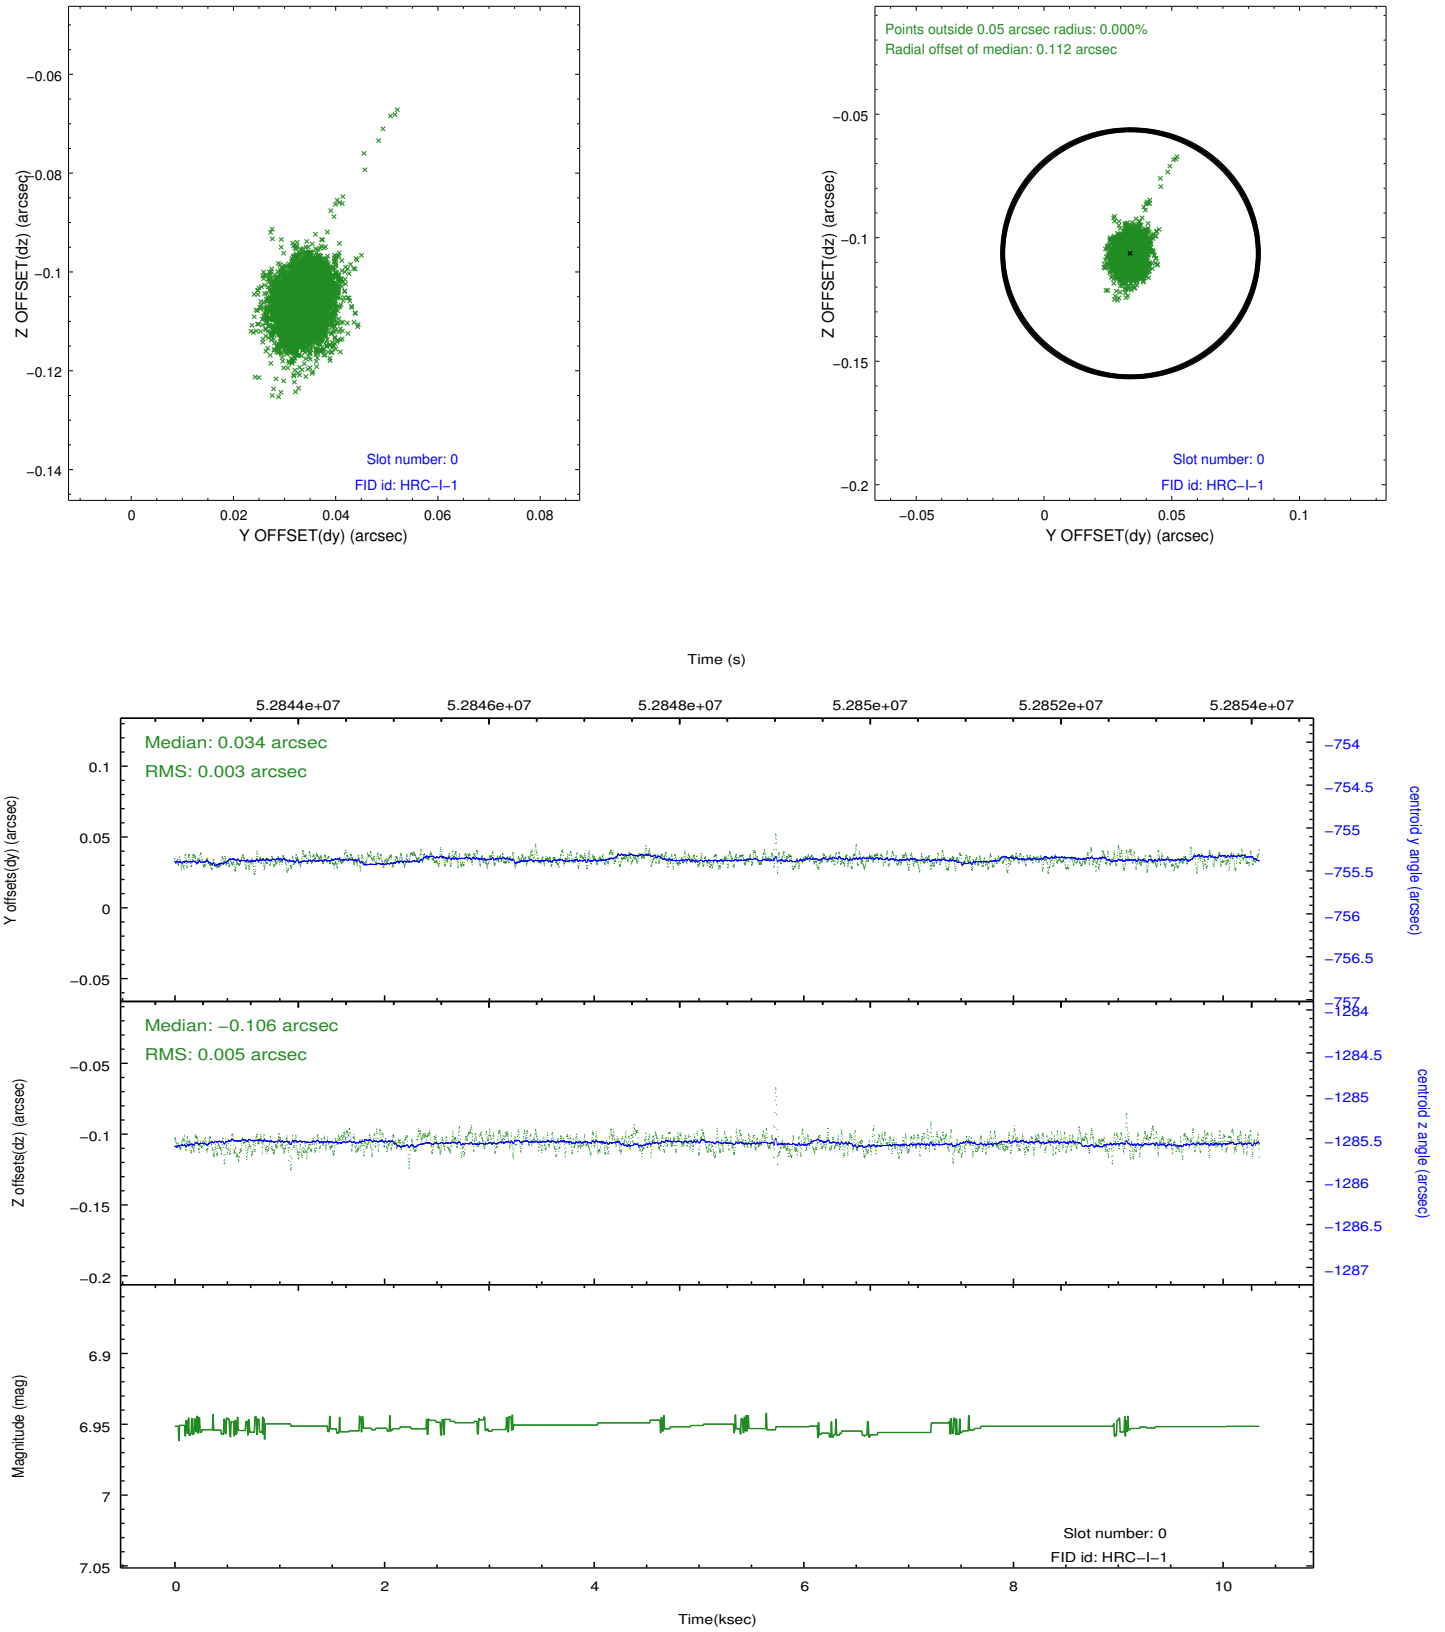 −0.06
−0.08
−0.1
−0.12
−0.14
Z OFFSET(dz) (arcsec)
Slot number: 0
FID id: HRC−I−1
0
0.02
0.04
0.06
0.08
Y OFFSET(dy) (arcsec)
Points outside 0.05 arcsec radius: 0.000%
Radial offset of median: 0.112 arcsec
−0.05
−0.1
−0.15
−0.2
Z OFFSET(dz) (arcsec)
Slot number: 0
FID id: HRC−I−1
−0.05
0
0.05
0.1
Y OFFSET(dy) (arcsec)
Time (s)
5.2844e+07
5.2846e+07
5.2848e+07
5.285e+07
5.2852e+07
5.2854e+07
Median: 0.034 arcsec
RMS: 0.003 arcsec
0.1
0.05
0
−0.05
Y offsets(dy) (arcsec)
−754
−754.5
−755
−755.5
−756
−756.5
−757
centroid y angle (arcsec)
Median: −0.106 arcsec
RMS: 0.005 arcsec
−0.05
−0.1
−0.15
−0.2
Z offsets(dz) (arcsec)
−1284
−1284.5
−1285
−1285.5
−1286
−1286.5
−1287
centroid z angle (arcsec)
6.9
6.95
7
7.05
Magnitude (mag)
Slot number: 0
FID id: HRC−I−1
0
2
4
6
8
10
Time(ksec)